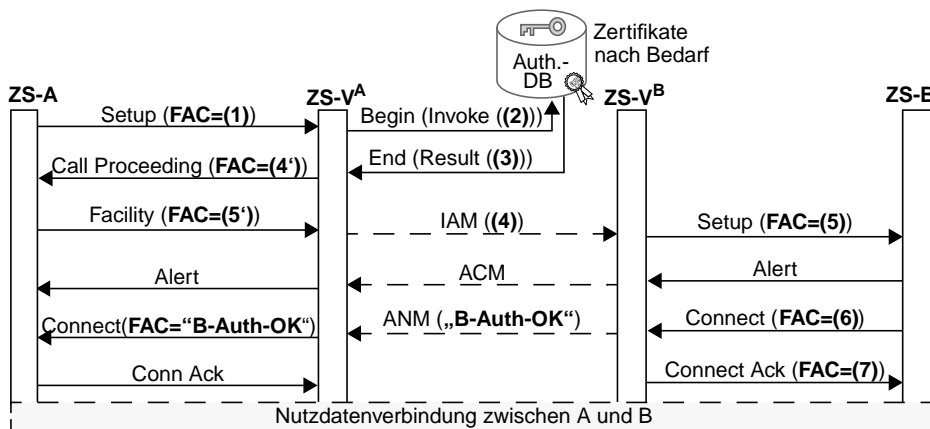 Zertifikate
nach Bedarf
Auth.-
DB
ZS-A
ZS-V^A
ZS-V^B
ZS-B
Setup (FAC=(1))
Begin (Invoke ((2)))
End (Result ((3)))
Call Proceeding (FAC=(4‘))
Facility (FAC=(5‘))
IAM ((4))
Setup (FAC=(5))
Alert
ACM
Alert
Connect(FAC=“B-Auth-OK“)
ANM („B-Auth-OK“)
Connect (FAC=(6))
Conn Ack
Connect Ack (FAC=(7))
Nutzdatenverbindung zwischen A und B